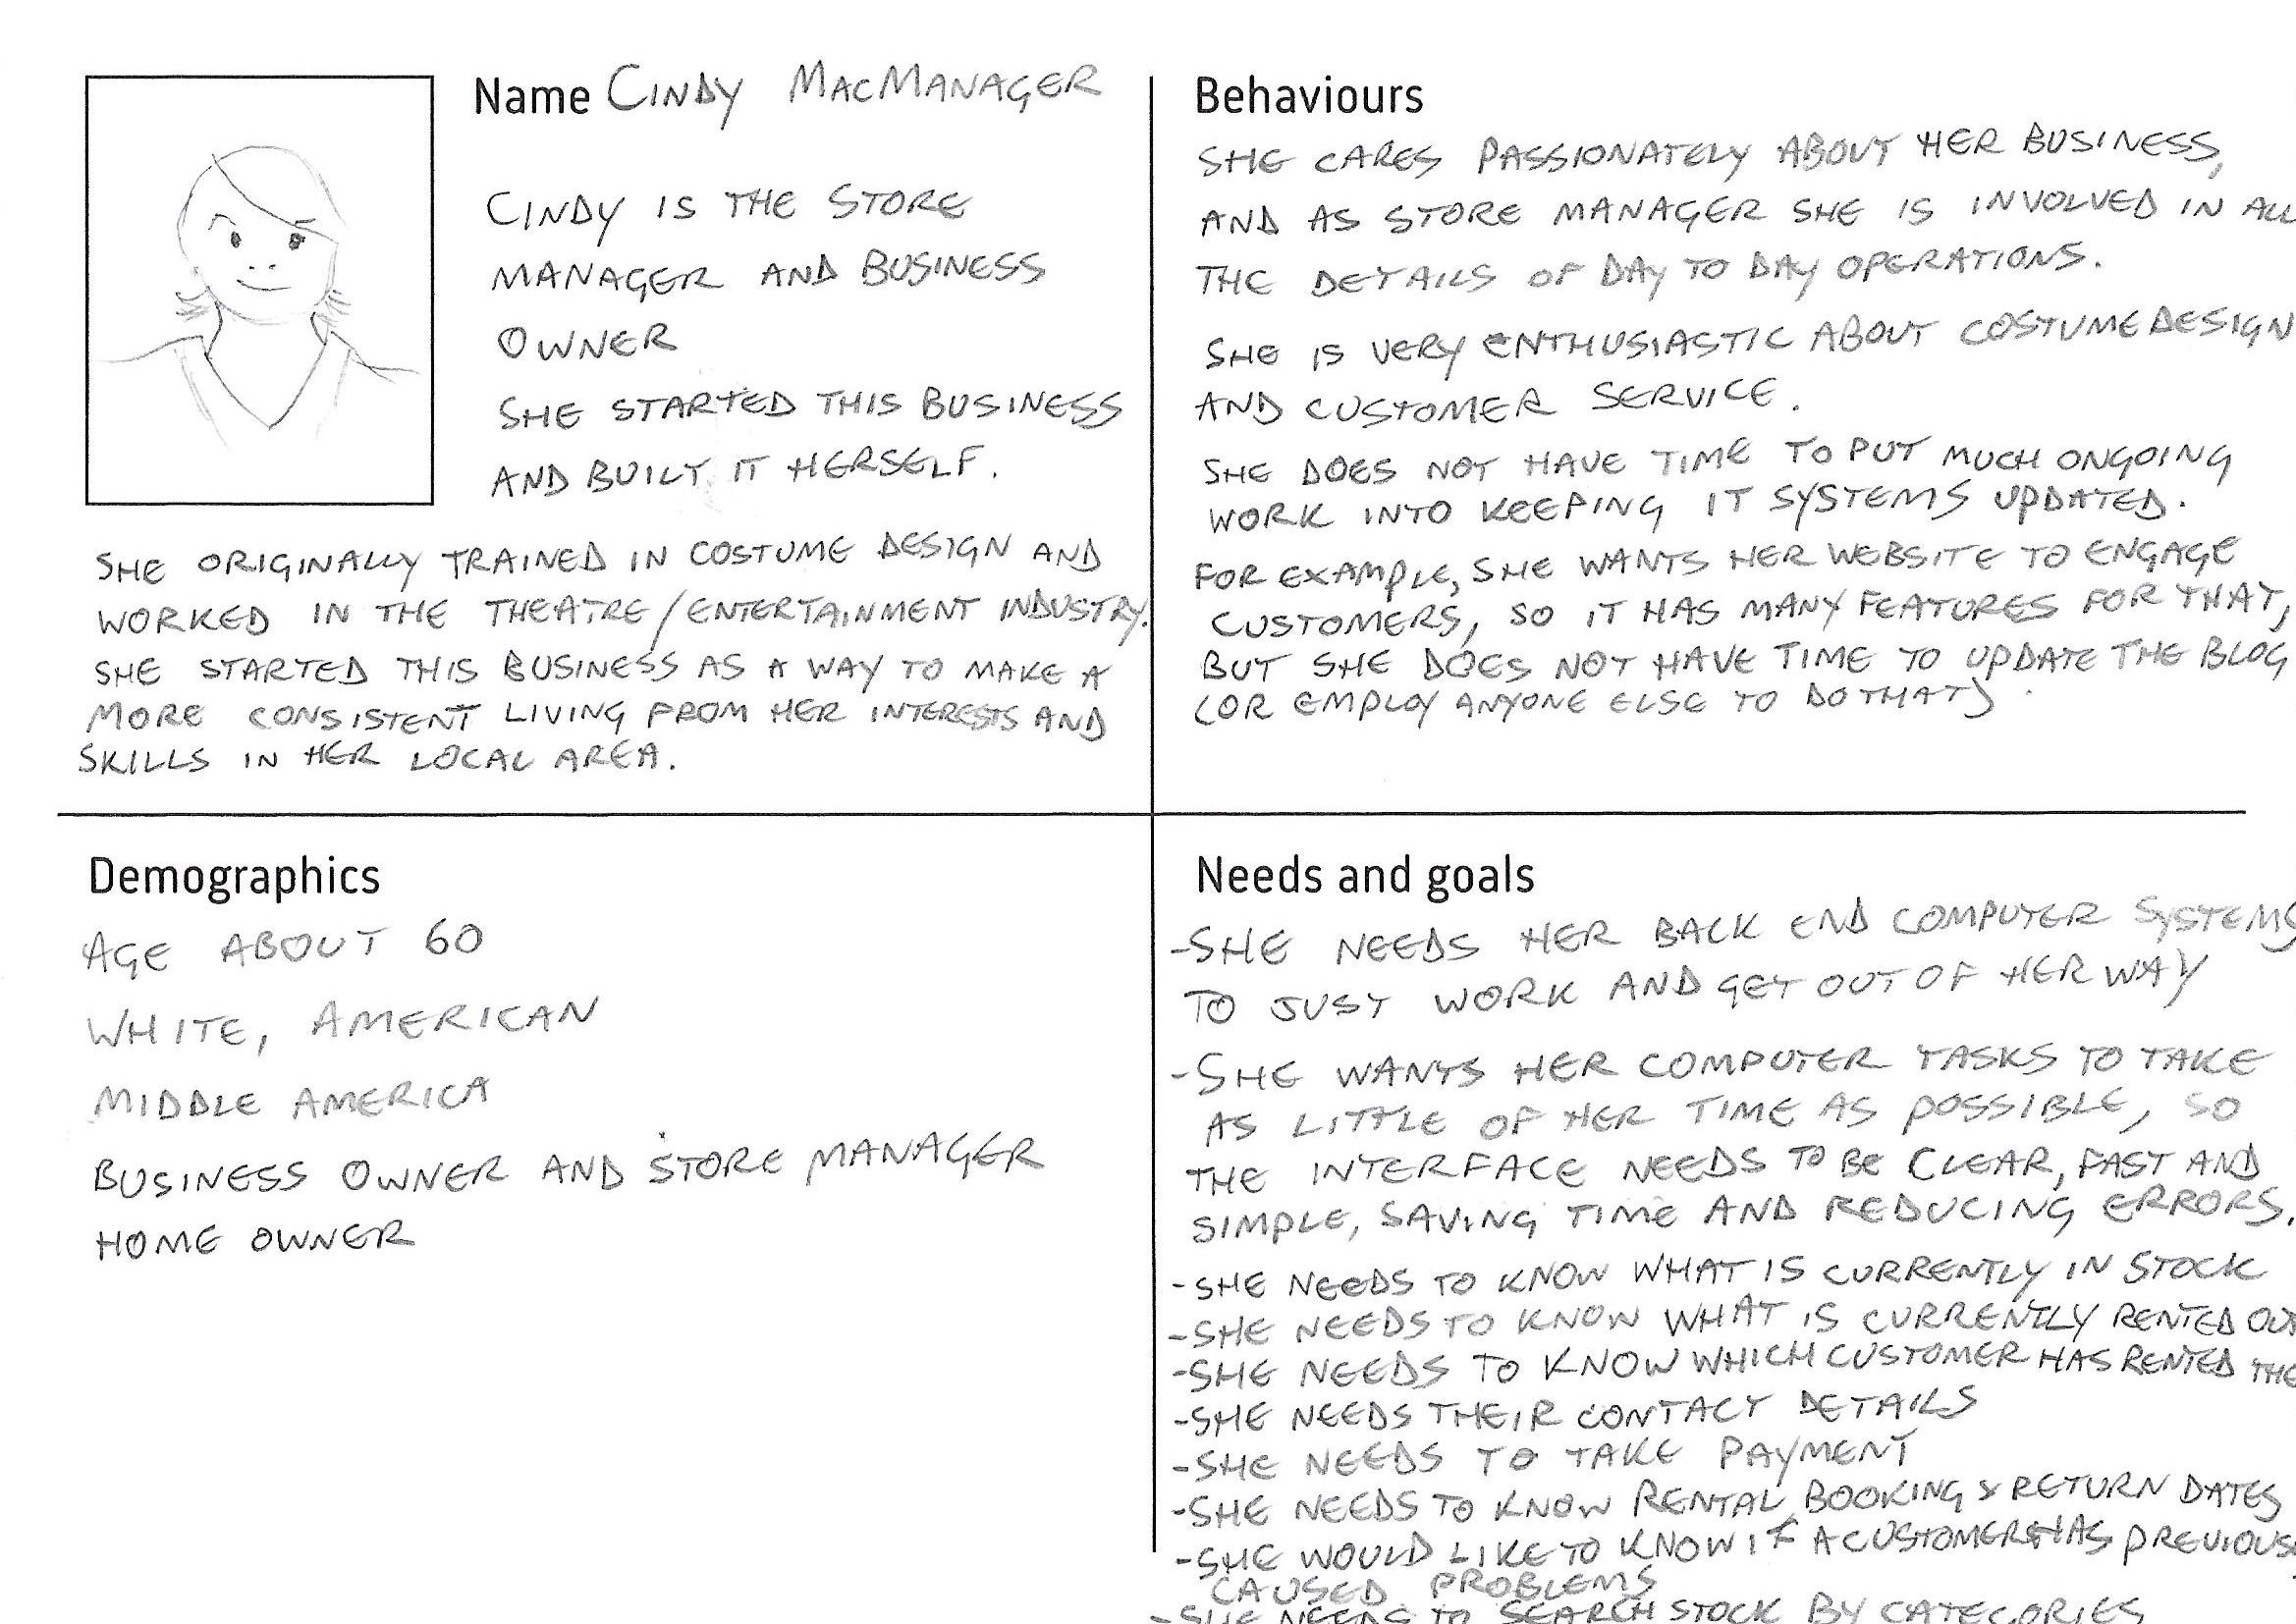 Name CINDY MACMANAGER
CINDY IS THE STORE
MANAGER AND BUSINESS
OWNER
SHE STARTED THIS BUSINESS
AND BUILT IT HERSELF.
SHE ORIGINALLY TRAINED IN COSTUME DESIGN AND
WORKED IN THE THEATRE/ENTERTAINMENT INDUSTRY.
SHE STARTED THIS BUSINESS AS A WAY TO MAKE A
MORE CONSISTENT LIVING FROM HER INTERESTS AND
SKILLS IN HER LOCAL AREA.
Behaviours
SHE CARES PASSIONATELY ABOUT HER BUSINESS,
AND AS STORE MANAGER SHE IS INVOLVED IN ALL
THE DETAILS OF DAY TO DAY OPERATIONS.
SHE IS VERY ENTHUSIASTIC ABOUT COSTUME DESIGN
AND CUSTOMER SERVICE.
SHE DOES NOT HAVE TIME TO PUT MUCH ONGOING
WORK INTO KEEPING IT SYSTEMS UPDATED.
FOR EXAMPLE, SHE WANTS HER WEBSITE TO ENGAGE
CUSTOMERS, SO IT HAS MANY FEATURES FOR THAT,
BUT SHE DOES NOT HAVE TIME TO UPDATE THE BLOG
(OR EMPLOY ANYONE ELSE TO DO THAT)
Demographics
AGE ABOUT 60
WHITE, AMERICAN
MIDDLE AMERICA
BUSINESS OWNER AND STORE MANAGER
HOME OWNER
Needs and goals
-SHE NEEDS HER BACK END COMPUTER SYSTEMS
TO JUST WORK AND GET OUT OF HER WAY
-SHE WANTS HER COMPUTER TASKS TO TAKE
AS LITTLE OF HER TIME AS POSSIBLE, SO
THE INTERFACE NEEDS TO BE CLEAR, FAST AND
SIMPLE, SAVING TIME AND REDUCING ERRORS.
-SHE NEEDS TO KNOW WHAT IS CURRENTLY IN STOCK
-SHE NEEDS TO KNOW WHAT IS CURRENTLY RENTED OUT
-SHE NEEDS TO KNOW WHICH CUSTOMER HAS RENTED THE
-SHE NEEDS THEIR CONTACT DETAILS
-SHE NEEDS TO TAKE PAYMENT
-SHE NEEDS TO KNOW RENTAL BOOKING & RETURN DATES
-SHE WOULD LIKE TO KNOW IF A CUSTOMER HAS PREVIOUS
CAUSED PROBLEMS
-SHE NEEDS TO SEARCH STOCK BY CATEGORIES